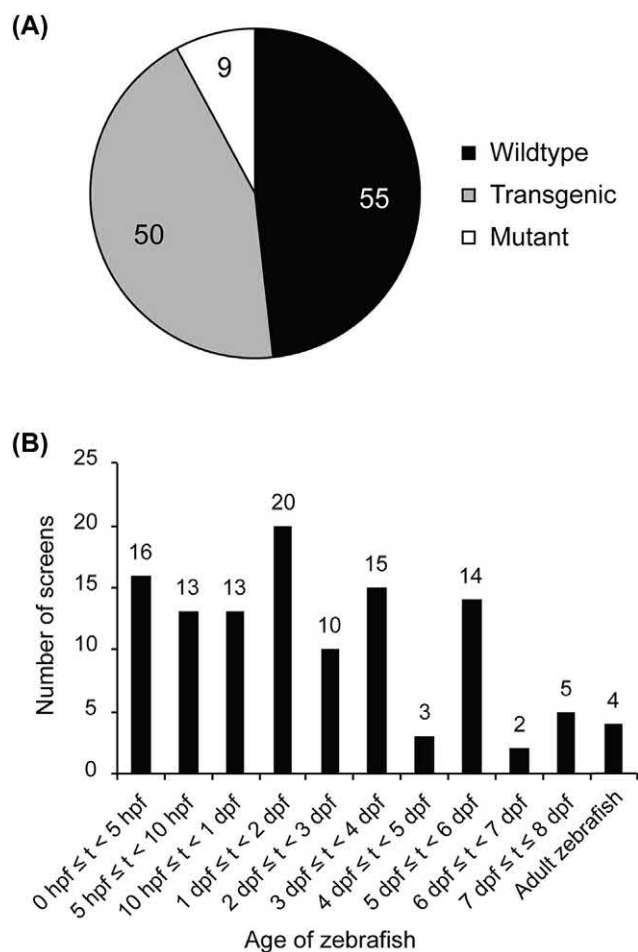 (A)
9
55
50
Wildtype
Transgenic
Mutant
(B)
Number of screens
25
20
15
10
5
0
16
13
13
20
10
15
3
14
2
5
4
0 hpf ≤ t < 5 hpf
5 hpf ≤ t < 10 hpf
10 hpf ≤ t < 1 dpf
1 dpf ≤ t < 2 dpf
2 dpf ≤ t < 3 dpf
3 dpf ≤ t < 4 dpf
4 dpf ≤ t < 5 dpf
5 dpf ≤ t < 6 dpf
6 dpf ≤ t < 7 dpf
7 dpf ≤ t ≤ 8 dpf
Adult zebrafish
Age of zebrafish